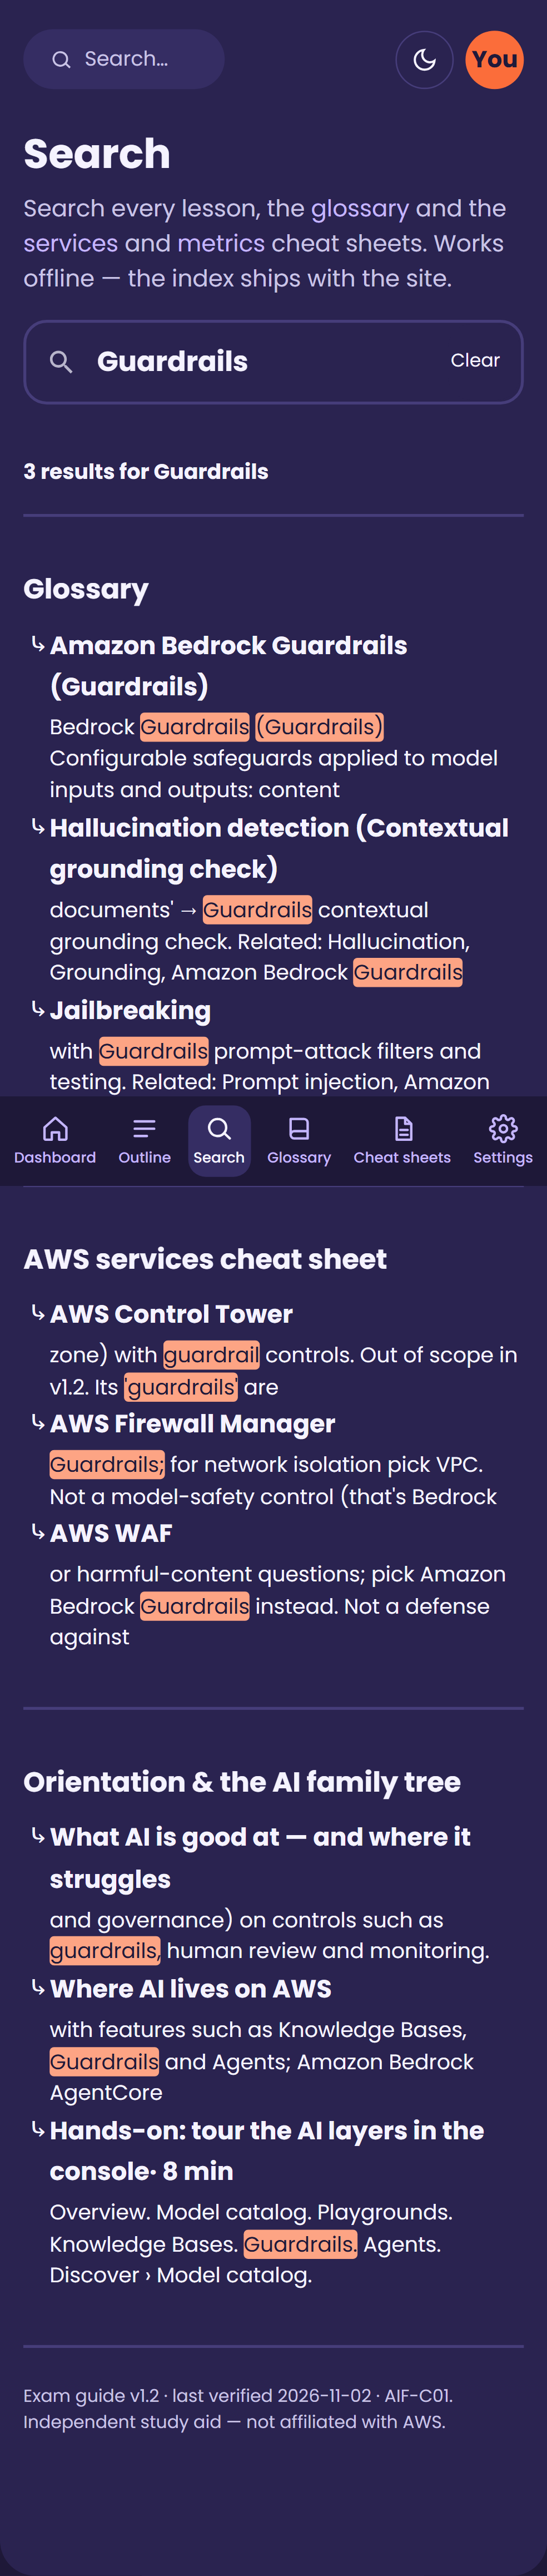 Search...
You
Search
Search every lesson, the glossary and the
services and metrics cheat sheets. Works
offline — the index ships with the site.
Guardrails
Clear
3 results for Guardrails
Glossary
Amazon Bedrock Guardrails
(Guardrails)
Bedrock Guardrails (Guardrails)
Configurable safeguards applied to model
inputs and outputs: content
Hallucination detection (Contextual
grounding check)
documents' → Guardrails contextual
grounding check. Related: Hallucination,
Grounding, Amazon Bedrock Guardrails
Jailbreaking
with Guardrails prompt-attack filters and
testing. Related: Prompt injection, Amazon
Dashboard
Outline
Search
Glossary
Cheat sheets
Settings
AWS services cheat sheet
AWS Control Tower
zone) with guardrail controls. Out of scope in
v1.2. Its 'guardrails' are
AWS Firewall Manager
Guardrails; for network isolation pick VPC.
Not a model-safety control (that's Bedrock
AWS WAF
or harmful-content questions; pick Amazon
Bedrock Guardrails instead. Not a defense
against
Orientation & the AI family tree
What AI is good at — and where it
struggles
and governance) on controls such as
guardrails, human review and monitoring.
Where AI lives on AWS
with features such as Knowledge Bases,
Guardrails and Agents; Amazon Bedrock
AgentCore
Hands-on: tour the AI layers in the
console· 8 min
Overview. Model catalog. Playgrounds.
Knowledge Bases. Guardrails. Agents.
Discover › Model catalog.
Exam guide v1.2 · last verified 2026-11-02 · AIF-C01.
Independent study aid — not affiliated with AWS.